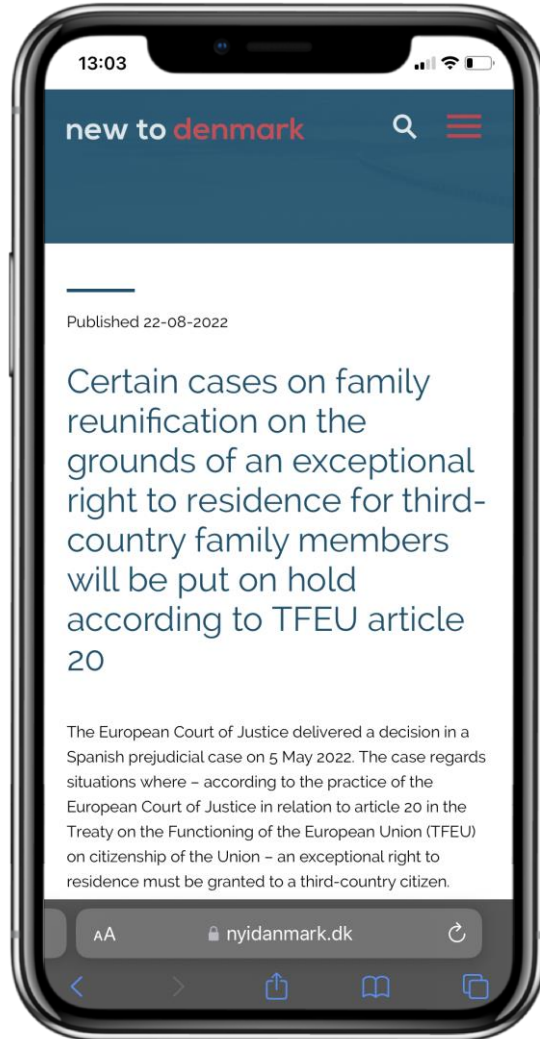 13:03
new to denmark
Published 22-08-2022
Certain cases on family
reunification on the
grounds of an exceptional
right to residence for third-
country family members
will be put on hold
according to TFEU article
20
The European Court of Justice delivered a decision in a
Spanish prejudicial case on 5 May 2022. The case regards
situations where – according to the practice of the
European Court of Justice in relation to article 20 in the
Treaty on the Functioning of the European Union (TFEU)
on citizenship of the Union – an exceptional right to
residence must be granted to a third-country citizen.
AA nyidanmark.dk